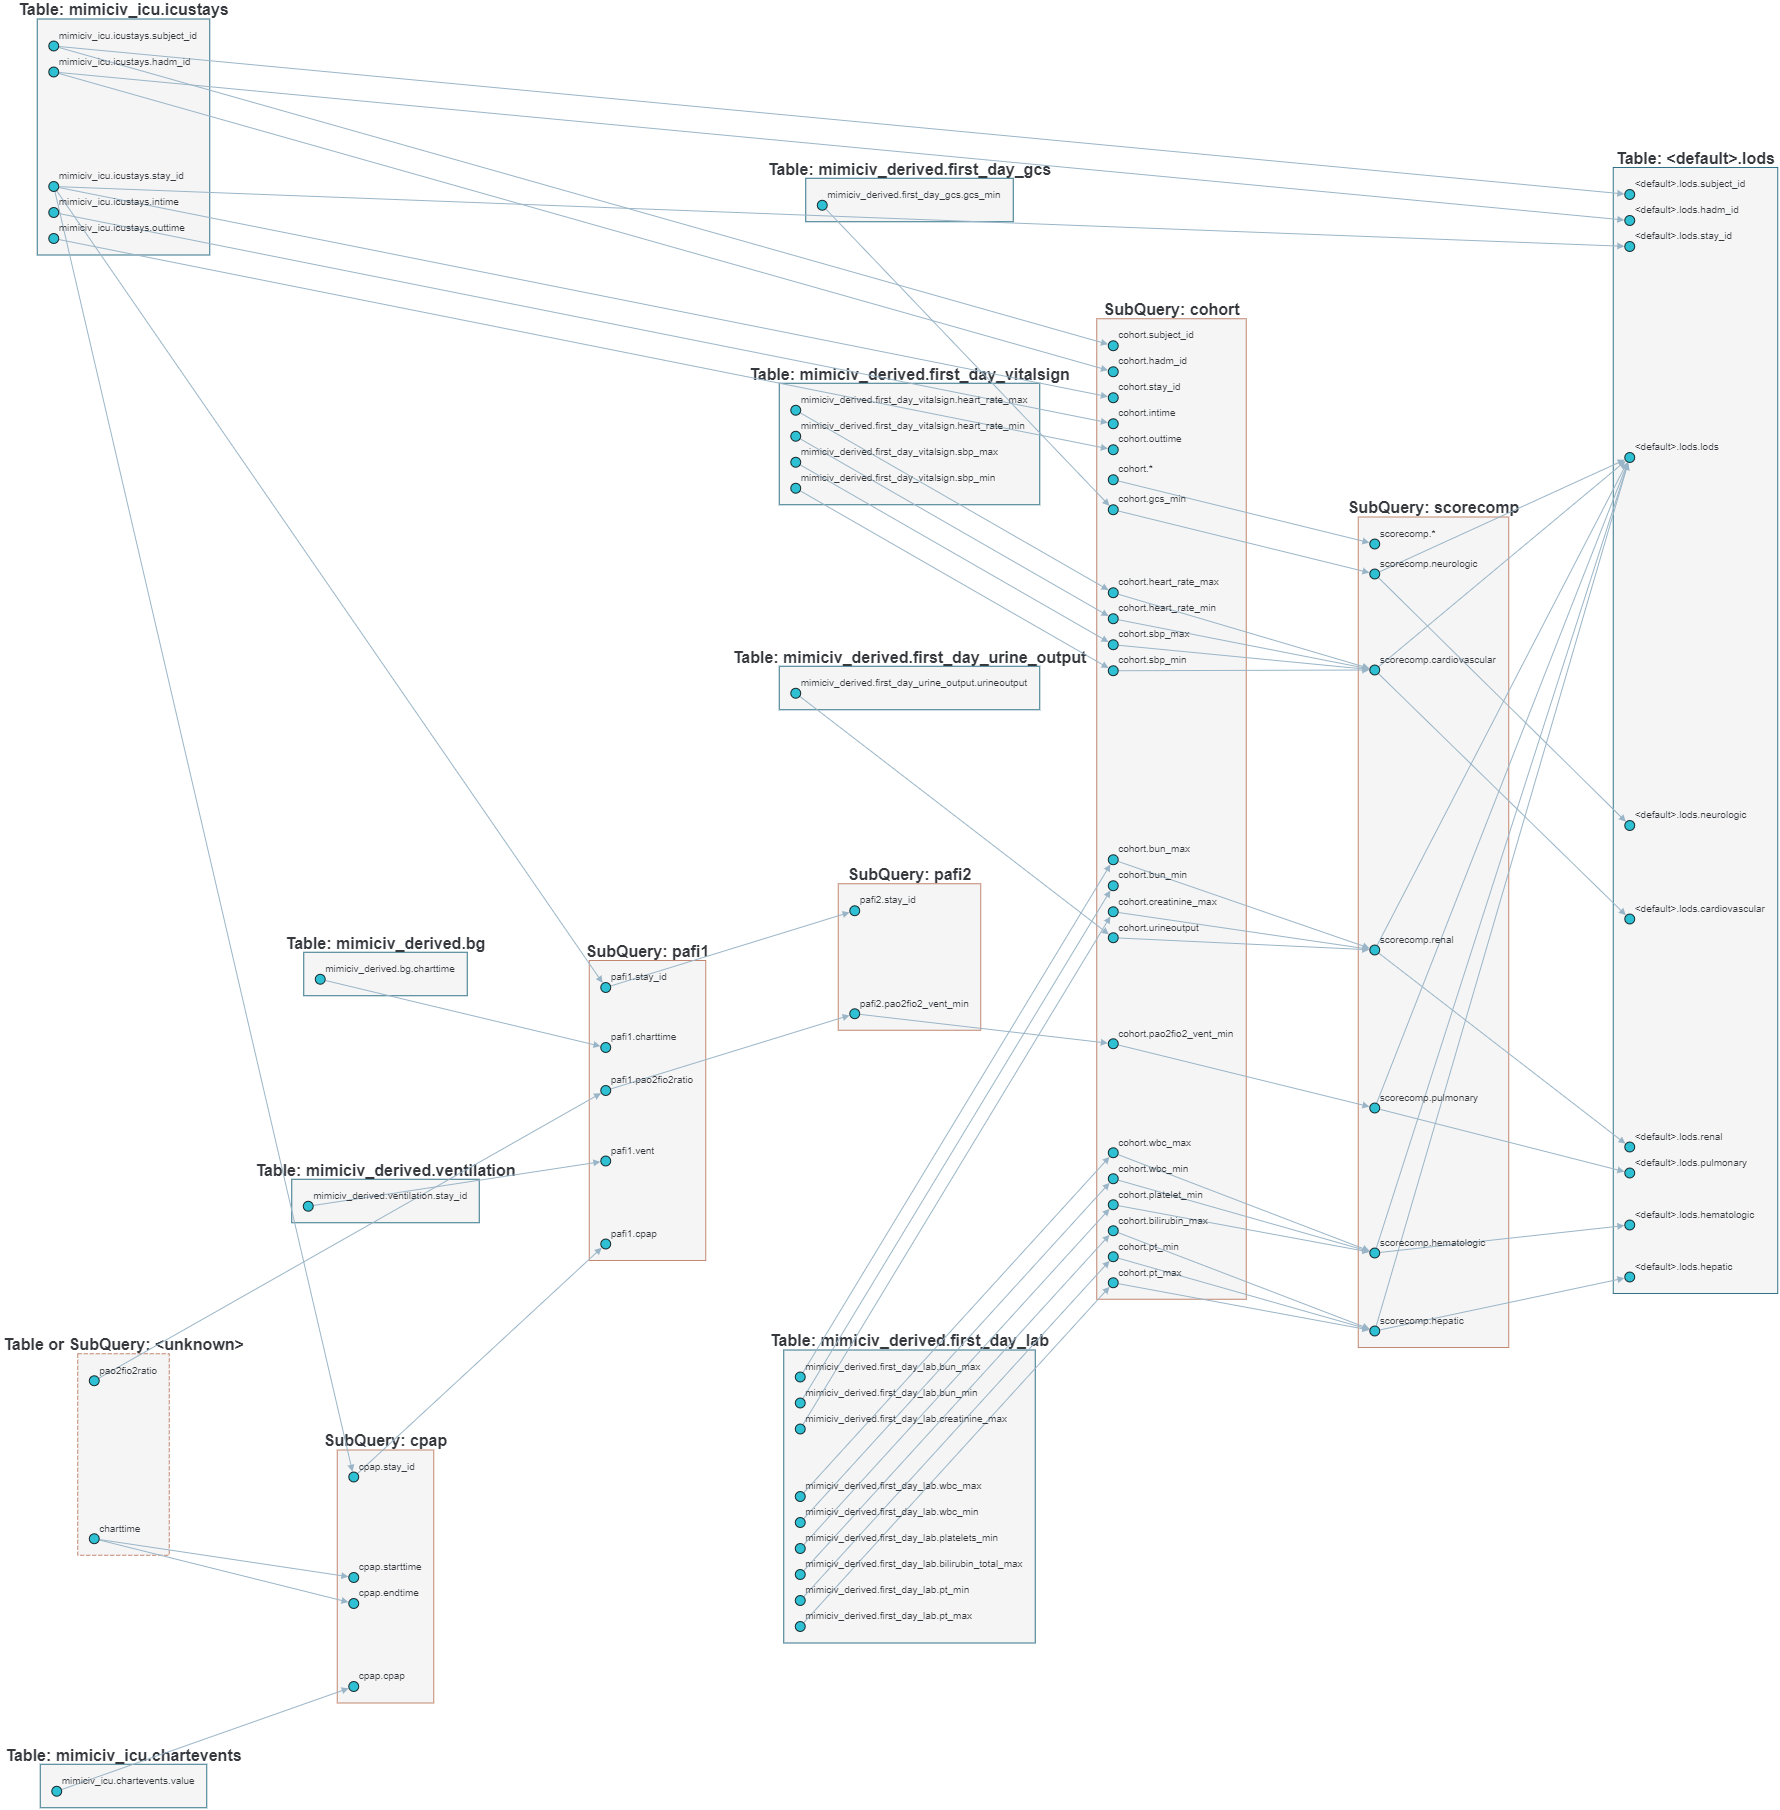 Table: mimiciv_icu.icustays
mimiciv_icu.icustays.subject_id
mimiciv_icu.icustays.hadm_id
mimiciv_icu.icustays.stay_id
mimiciv_icu.icustays.intime
mimiciv_icu.icustays.outtime
Table: mimiciv_derived.first_day_gcs
mimiciv_derived.first_day_gcs.gcs_min
Table: mimiciv_derived.first_day_vitalsign
mimiciv_derived.first_day_vitalsign.heart_rate_max
mimiciv_derived.first_day_vitalsign.heart_rate_min
mimiciv_derived.first_day_vitalsign.sbp_max
mimiciv_derived.first_day_vitalsign.sbp_min
Table: mimiciv_derived.first_day_urine_output
mimiciv_derived.first_day_urine_output.urineoutput
Table: mimiciv_derived.bg
mimiciv_derived.bg.charttime
Table: mimiciv_derived.ventilation
mimiciv_derived.ventilation.stay_id
Table or SubQuery: <unknown>
pao2fio2ratio
charttime
SubQuery: cpap
cpap.stay_id
cpap.starttime
cpap.endtime
cpap.cpap
Table: mimiciv_icu.chartevents
mimiciv_icu.chartevents.value
SubQuery: pafi1
pafi1.stay_id
pafi1.charttime
pafi1.pao2fio2ratio
pafi1.vent
pafi1.cpap
SubQuery: pafi2
pafi2.stay_id
pafi2.pao2fio2_vent_min
Table: mimiciv_derived.first_day_lab
mimiciv_derived.first_day_lab.bun_max
mimiciv_derived.first_day_lab.bun_min
mimiciv_derived.first_day_lab.creatinine_max
mimiciv_derived.first_day_lab.wbc_max
mimiciv_derived.first_day_lab.wbc_min
mimiciv_derived.first_day_lab.platelets_min
mimiciv_derived.first_day_lab.bilirubin_total_max
mimiciv_derived.first_day_lab.pt_min
mimiciv_derived.first_day_lab.pt_max
SubQuery: cohort
cohort.subject_id
cohort.hadm_id
cohort.stay_id
cohort.intime
cohort.outtime
cohort.*
cohort.gcs_min
cohort.heart_rate_max
cohort.heart_rate_min
cohort.sbp_max
cohort.sbp_min
cohort.bun_max
cohort.bun_min
cohort.creatinine_max
cohort.urineoutput
cohort.pao2fio2_vent_min
cohort.wbc_max
cohort.wbc_min
cohort.platelet_min
cohort.bilirubin_max
cohort.pt_min
cohort.pt_max
SubQuery: scorecomp
scorecomp.*
scorecomp.neurologic
scorecomp.cardiovascular
scorecomp.renal
scorecomp.pulmonary
scorecomp.hematologic
scorecomp.hepatic
Table: <default>.lods
<default>.lods.subject_id
<default>.lods.hadm_id
<default>.lods.stay_id
<default>.lods.lods
<default>.lods.neurologic
<default>.lods.cardiovascular
<default>.lods.renal
<default>.lods.pulmonary
<default>.lods.hematologic
<default>.lods.hepatic